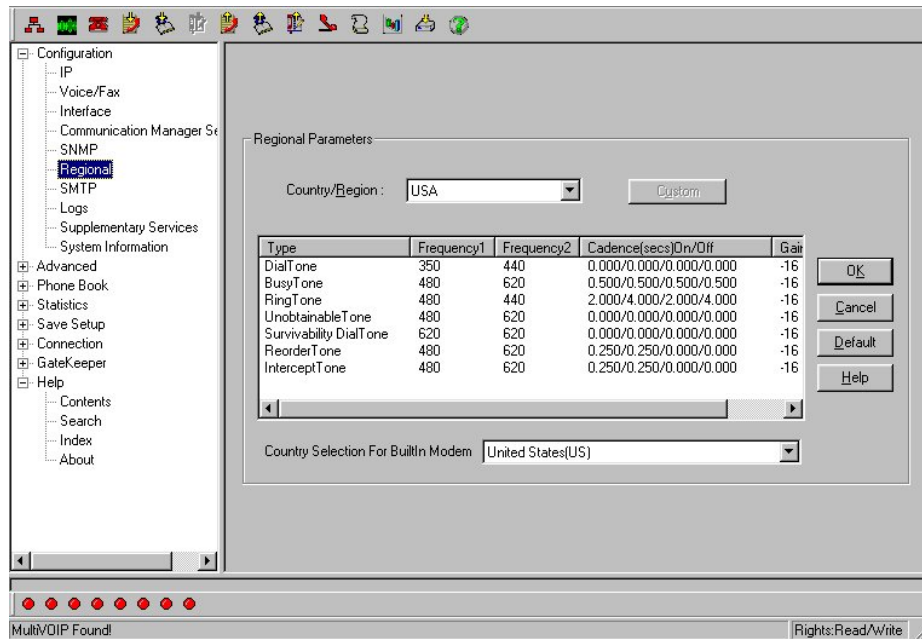 Configuration
IP
Voice/Fax
Interface
Communication Manager Se
SNMP
Regional
SMTP
Logs
Supplementary Services
System Information
Advanced
Phone Book
Statistics
Save Setup
Connection
GateKeeper
Help
Contents
Search
Index
About
Regional Parameters
Country/Region : USA Custom
Type Frequency1 Frequency2 Cadence(secs)On/Off Gain
DialTone 350 440 0.000/0.000/0.000/0.000 -16
BusyTone 480 620 0.500/0.500/0.500/0.500 -16
RingTone 480 440 2.000/4.000/2.000/4.000 -16
UnobtainableTone 480 620 0.000/0.000/0.000/0.000 -16
Survivability DialTone 620 620 0.000/0.000/0.000/0.000 -16
ReorderTone 480 620 0.250/0.250/0.000/0.000 -16
InterceptTone 480 620 0.250/0.250/0.000/0.000 -16
OK
Cancel
Default
Help
Country Selection For BuiltIn Modem United States(US)
MultiVOIP Found! Rights:Read/Write